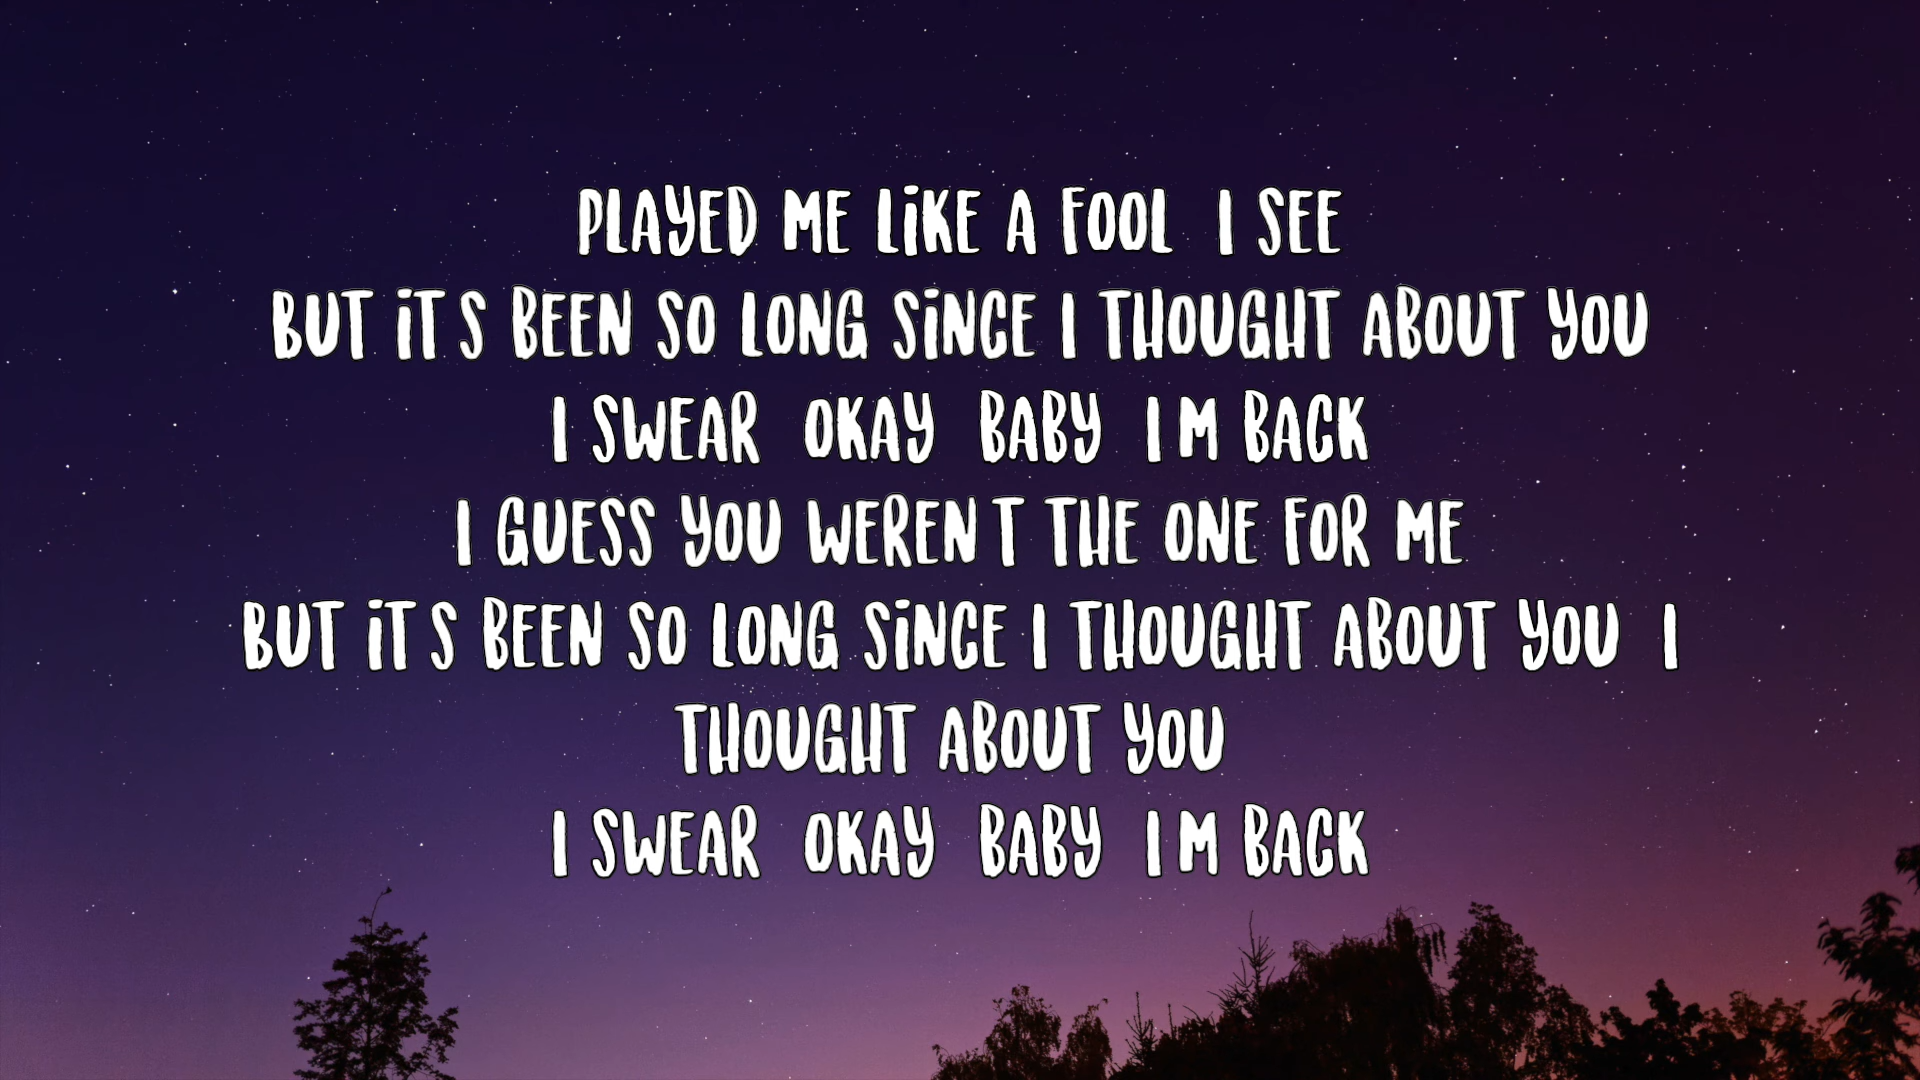 PLAYED ME LIKE A FOOL I SEE
BUT IT S BEEN SO LONG SINCE I THOUGHT ABOUT YOU
I SWEAR OKAY BABY I M BACK
I GUESS YOU WEREN T THE ONE FOR ME
BUT IT S BEEN SO LONG SINCE I THOUGHT ABOUT YOU I
THOUGHT ABOUT YOU
I SWEAR OKAY BABY I M BACK